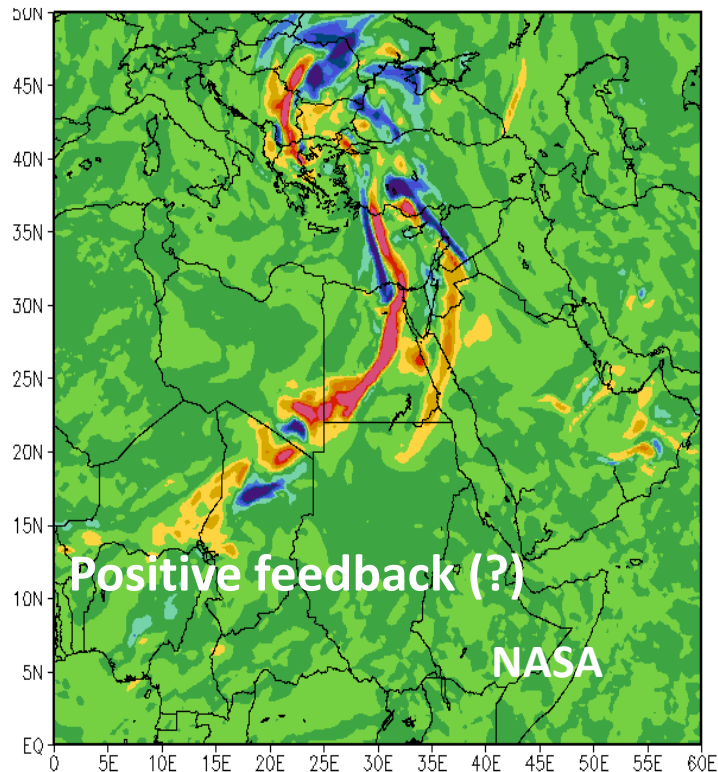 50N
45N
40N
35N
30N
25N
20N
15N
10N
5N
EQ
Positive feedback (?)
NASA
0 5E 10E 15E 20E 25E 30E 35E 40E 45E 50E 55E 60E